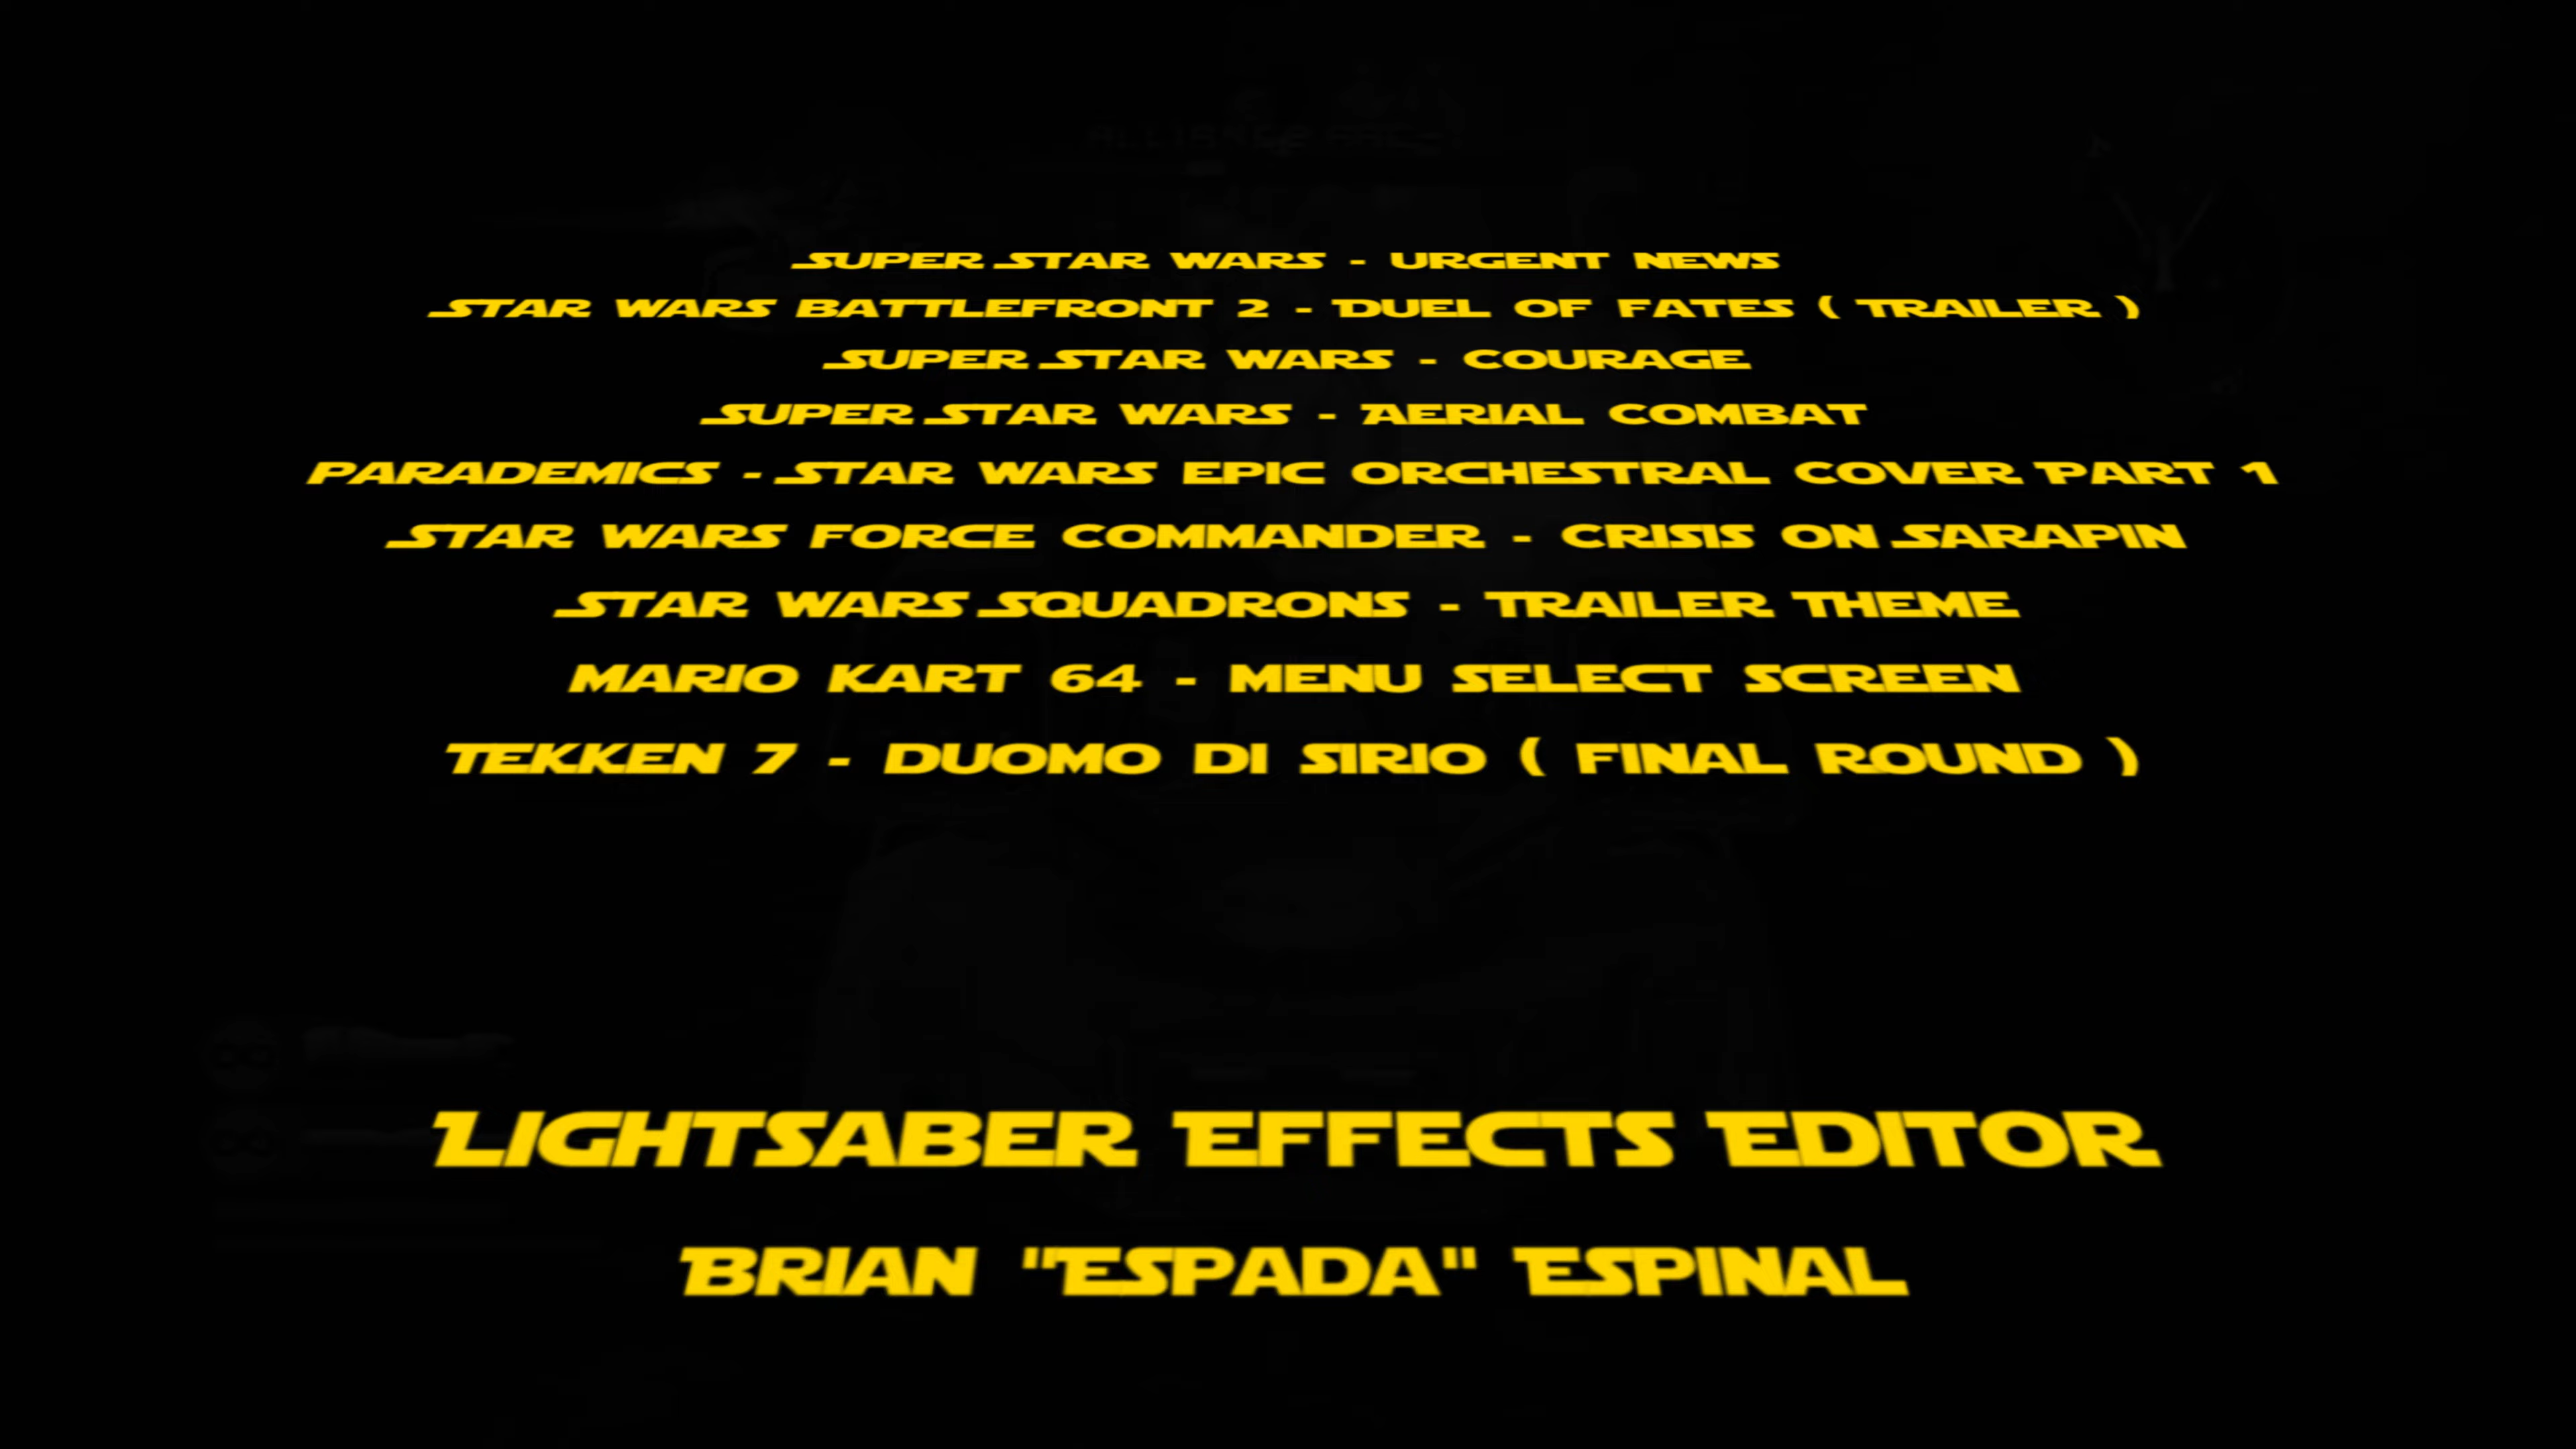 Super Star Wars - Urgent News
Star Wars Battlefront 2 - Duel of Fates ( Trailer )
Super Star Wars - Courage
Super Star Wars - Aerial Combat
Parademics - Star Wars Epic Orchestral Cover Part 1
Star Wars Force Commander - Crisis on Sarapin
Star Wars Squadrons - Trailer Theme
Mario Kart 64 - Menu Select Screen
Tekken 7 - Duomo Di Sirio ( Final Round )
Lightsaber Effects Editor
Brian "Espada" Espinal